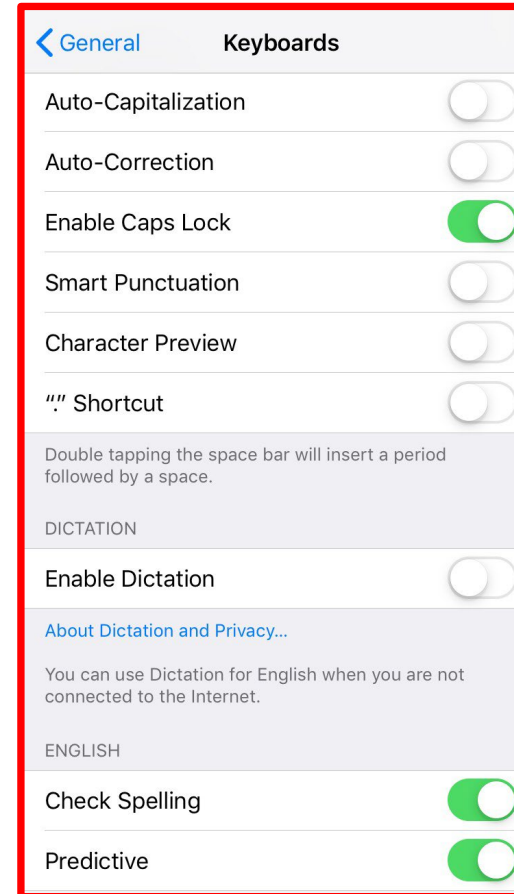 General Keyboards
Auto-Capitalization
Auto-Correction
Enable Caps Lock
Smart Punctuation
Character Preview
“.” Shortcut
Double tapping the space bar will insert a period
followed by a space.
DICTATION
Enable Dictation
About Dictation and Privacy...
You can use Dictation for English when you are not
connected to the Internet.
ENGLISH
Check Spelling
Predictive